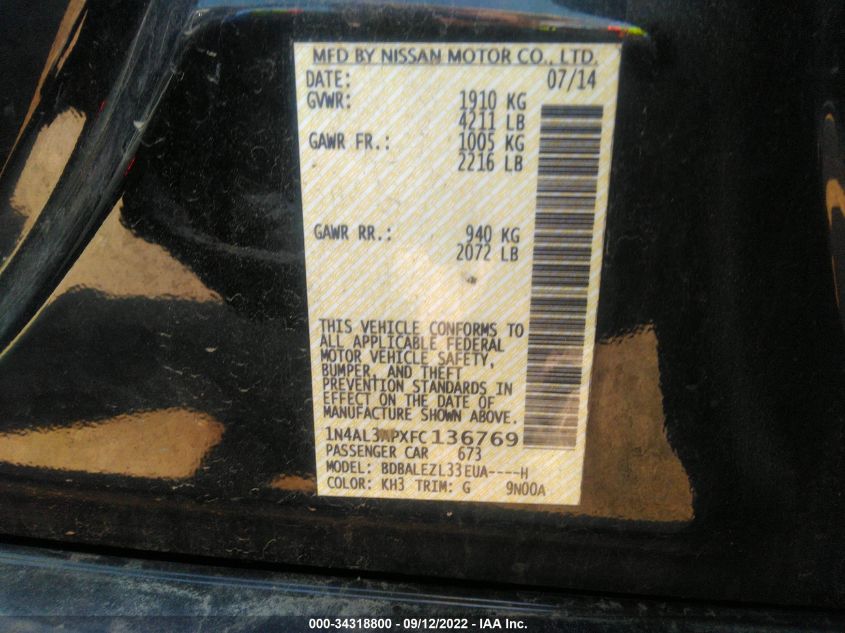 MFD BY NISSAN MOTOR CO., LTD.
DATE: 07/14
GVWR: 1910 KG
4211 LB
GAWR FR.: 1005 KG
2216 LB
GAWR RR.: 940 KG
2072 LB
THIS VEHICLE CONFORMS TO
ALL APPLICABLE FEDERAL
MOTOR VEHICLE SAFETY,
BUMPER, AND THEFT
PREVENTION STANDARDS IN
EFFECT ON THE DATE OF
MANUFACTURE SHOWN ABOVE.
1N4AL3APXFC136769
PASSENGER CAR 673
MODEL: BDBALEZL33EUA----H
COLOR: KH3 TRIM: G 9N00A
000-34318800 - 09/12/2022 - IAA Inc.